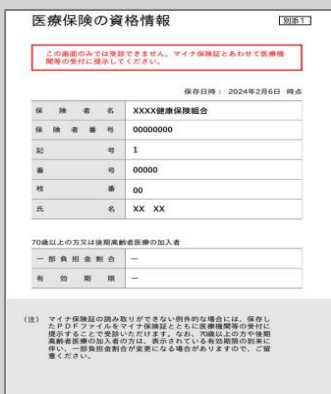 医療保険の資格情報
別添1
この画面のみでは受診できません。マイナ保険証とあわせて医療機
関等の受付に提示してください。
保存日時： 2024年2月6日 時点
保険者名 XXXX健康保険組合
保険者番号 00000000
記号 1
番号 00000
枝番 00
氏名 XX XX
70歳以上の方又は後期高齢者医療の加入者
一部負担金割合 －
有効期限 －
（注） マイナ保険証の読み取りができない例外的な場合には、保存し
たPDFファイルをマイナ保険証とともに医療機関等の受付に
提示することで受診いただけます。なお、70歳以上の方や後期
高齢者医療の加入者の方は、表示されている有効期限の到来に
伴い、一部負担金割合が変更になる場合がありますので、ご留
意ください。